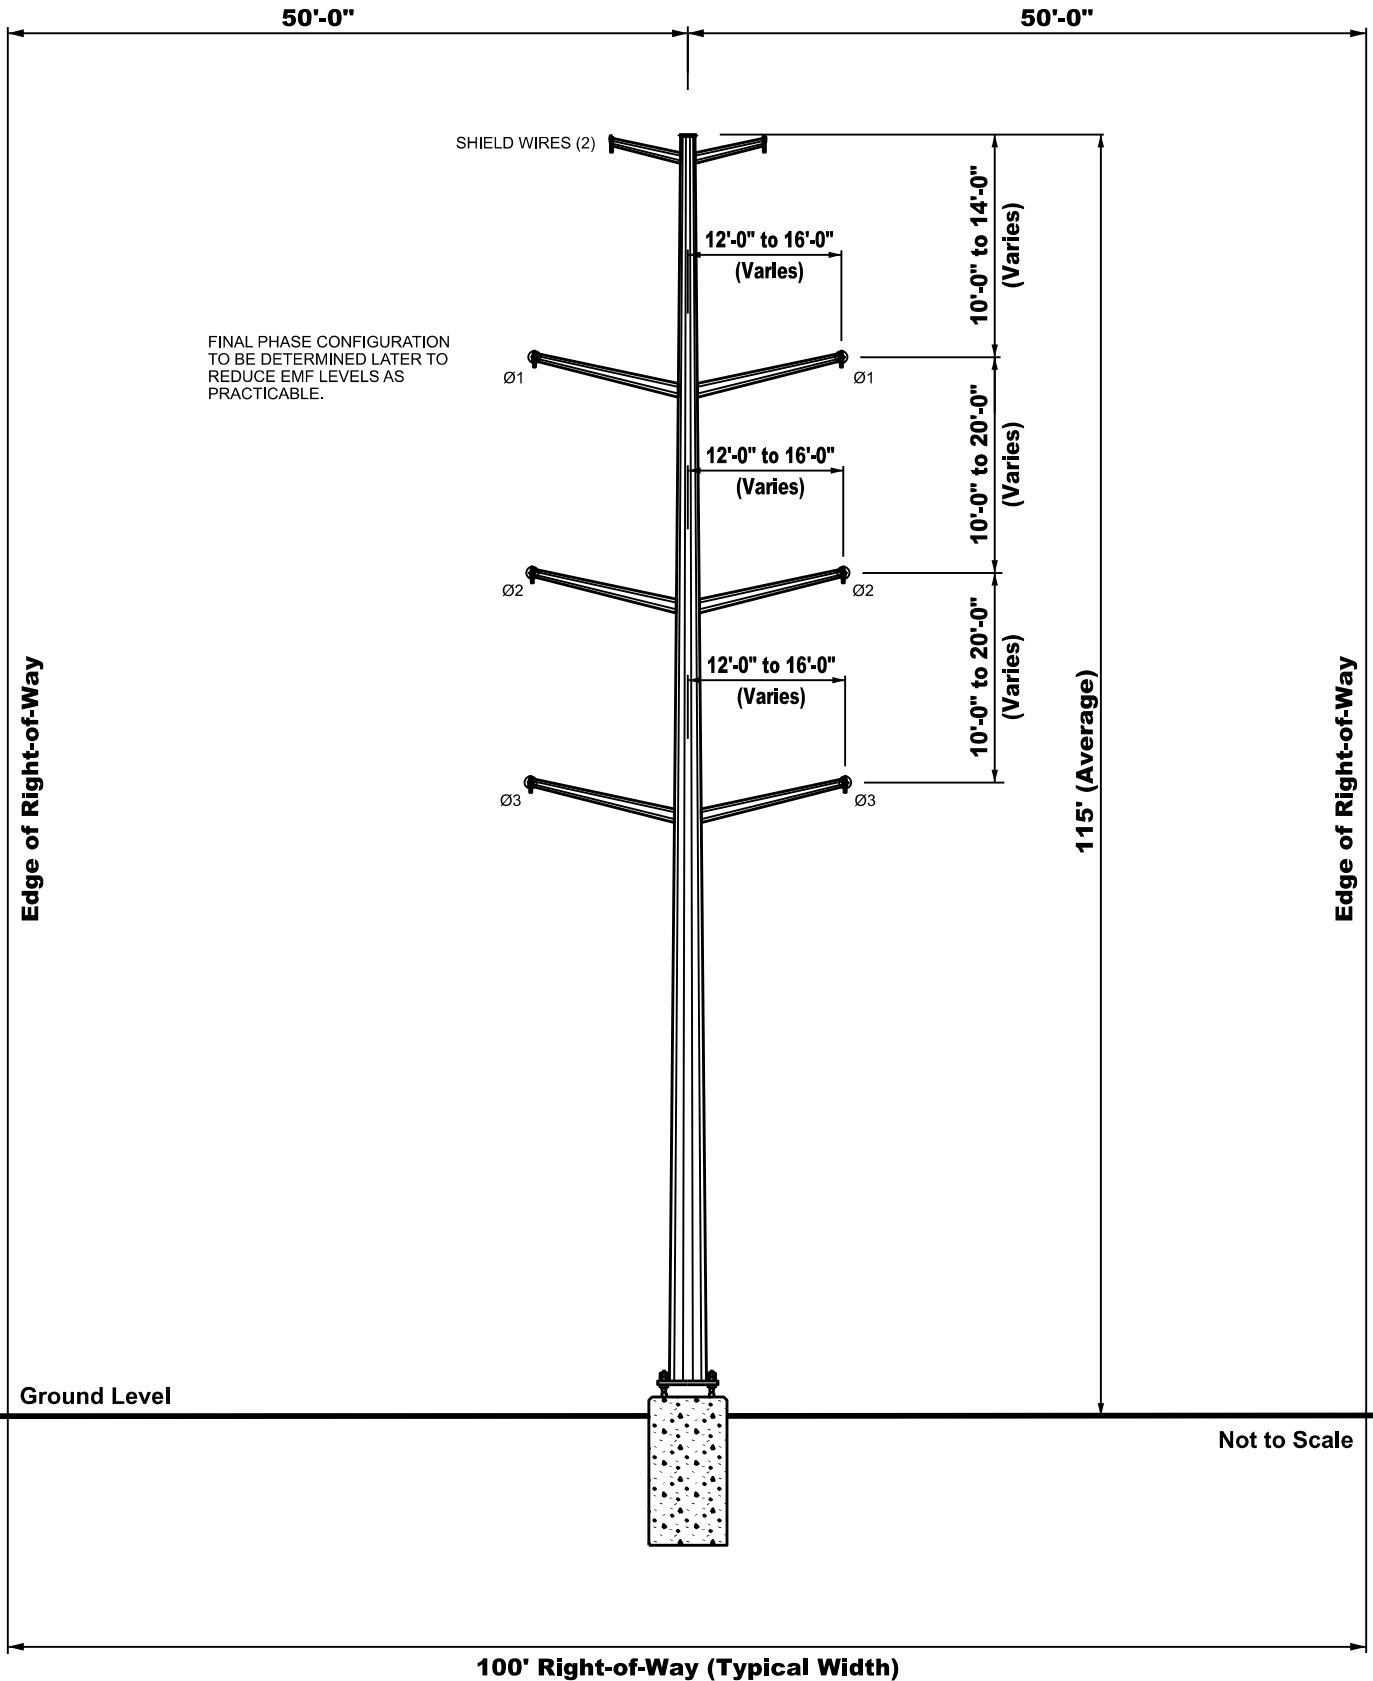 50'-0"
50'-0"
SHIELD WIRES (2)
10'-0" to 14'-0"
(Varies)
12'-0" to 16'-0"
(Varies)
FINAL PHASE CONFIGURATION
TO BE DETERMINED LATER TO
REDUCE EMF LEVELS AS
PRACTICABLE.
Ø1
Ø1
10'-0" to 20'-0"
(Varies)
12'-0" to 16'-0"
(Varies)
Ø2
Ø2
10'-0" to 20'-0"
(Varies)
12'-0" to 16'-0"
(Varies)
Ø3
Ø3
115' (Average)
Edge of Right-of-Way
Edge of Right-of-Way
Ground Level
Not to Scale
100' Right-of-Way (Typical Width)